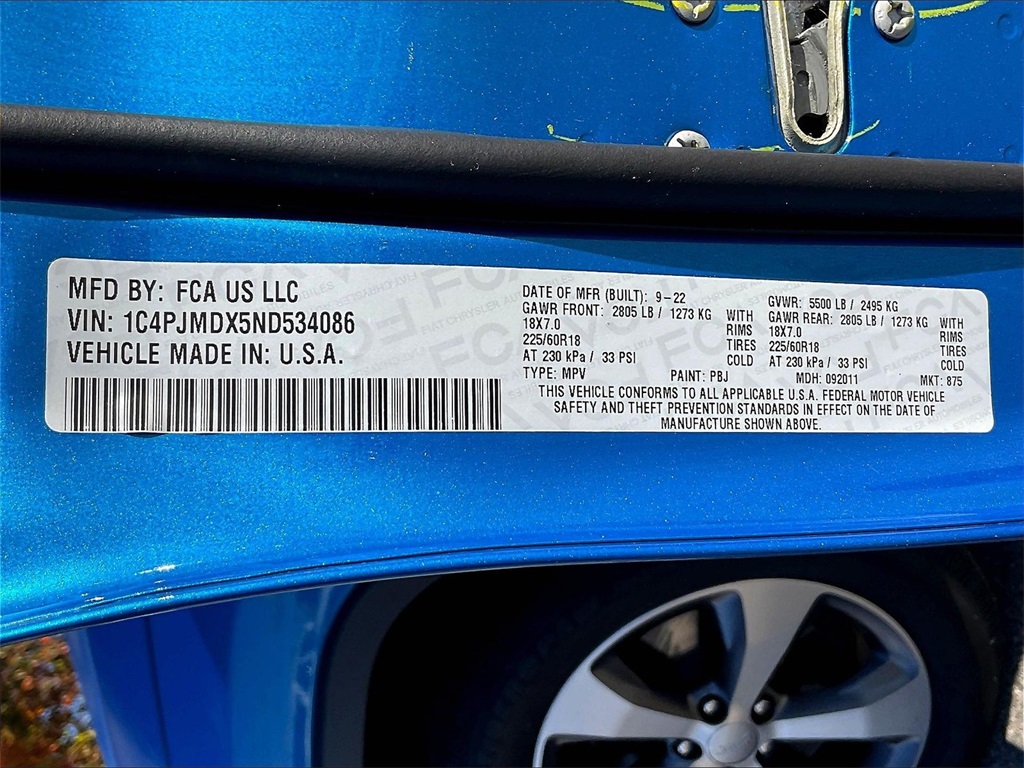 MFD BY: FCA US LLC
VIN: 1C4PJMDX5ND534086
VEHICLE MADE IN: U.S.A.
DATE OF MFR (BUILT): 9-22
GVWR: 5500 LB / 2495 KG
GAWR FRONT: 2805 LB / 1273 KG WITH
18X7.0 RIMS
225/60R18 TIRES
AT 230 kPa / 33 PSI COLD
GAWR REAR: 2805 LB / 1273 KG WITH
18X7.0 RIMS
225/60R18 TIRES
AT 230 kPa / 33 PSI COLD
TYPE: MPV PAINT: PBJ MDH: 092011 MKT: 875
THIS VEHICLE CONFORMS TO ALL APPLICABLE U.S.A. FEDERAL MOTOR VEHICLE
SAFETY AND THEFT PREVENTION STANDARDS IN EFFECT ON THE DATE OF
MANUFACTURE SHOWN ABOVE.
Jeep